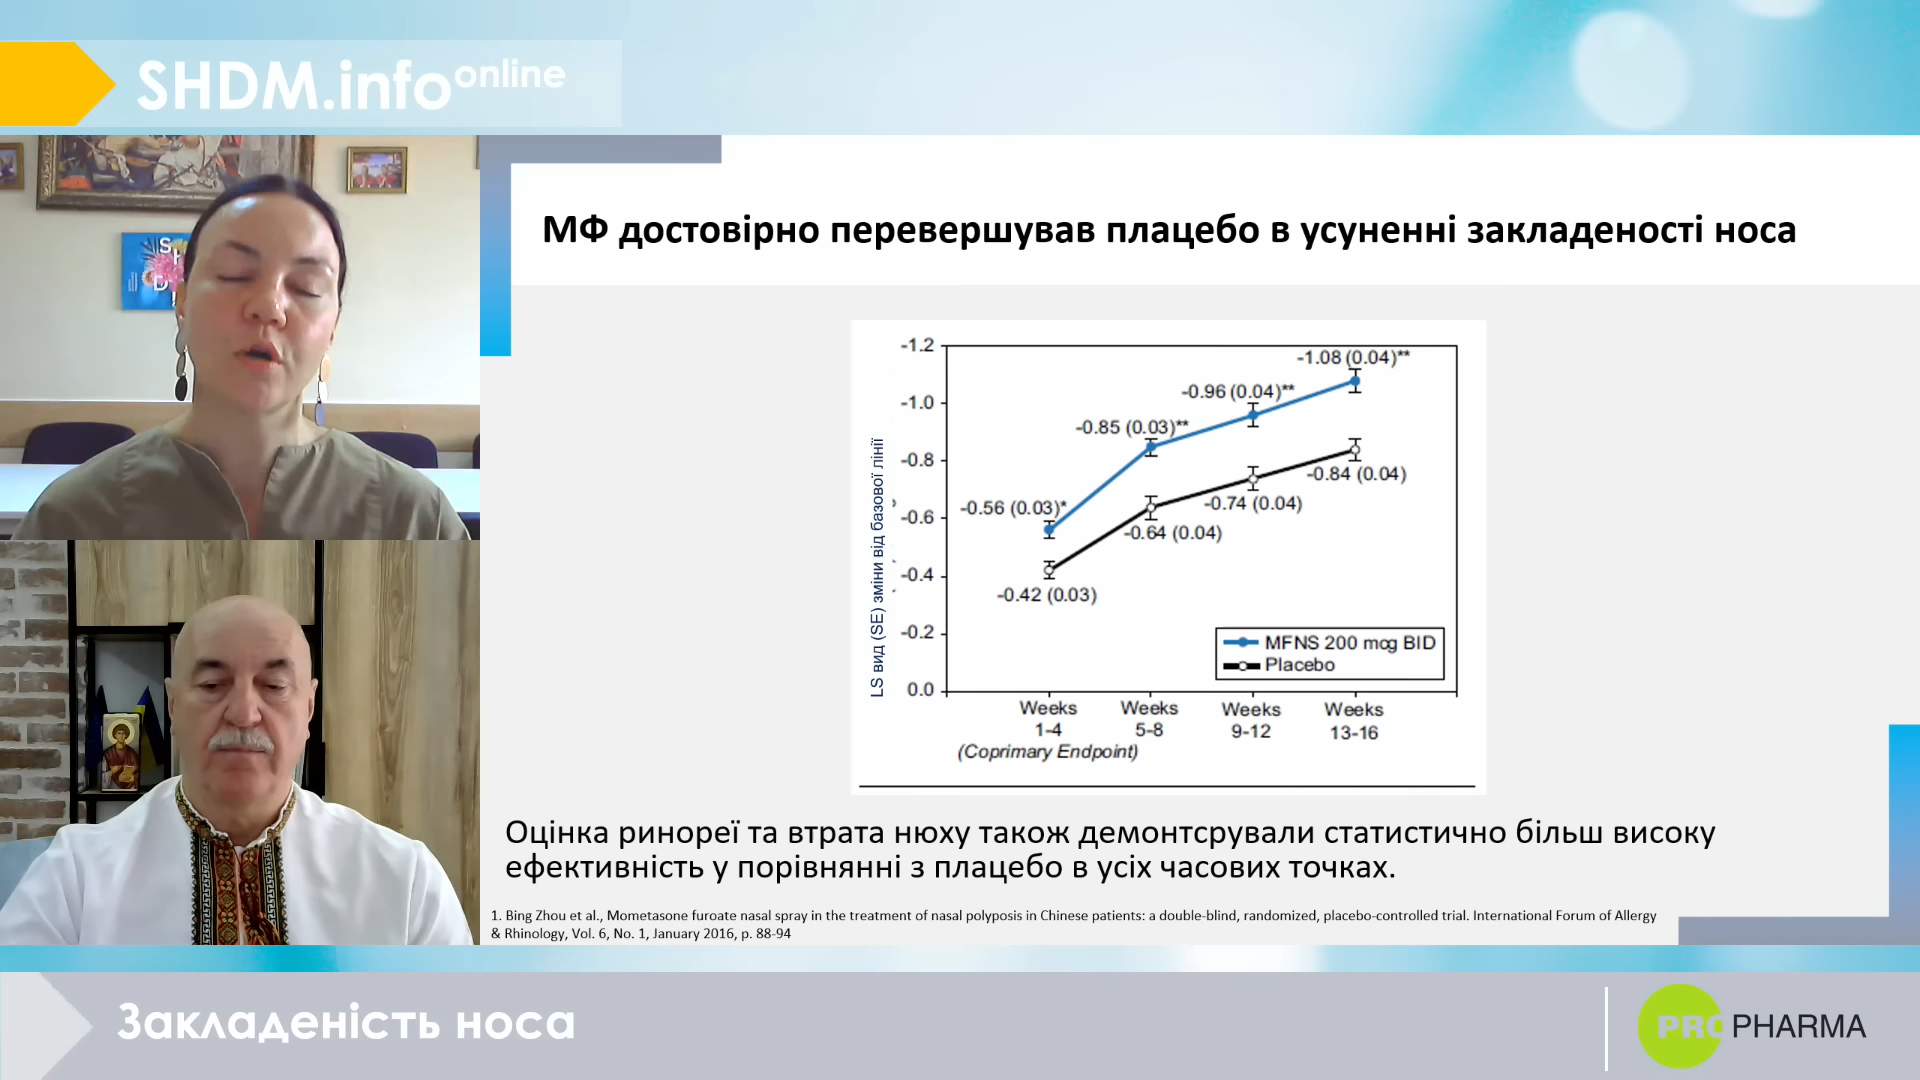 SHDM.info online
МФ достовірно перевершував плацебо в усуненні закладеності носа
LS вид (SE) зміни від базової лінії
-1.2
-1.0
-0.8
-0.6
-0.4
-0.2
0.0
-0.56 (0.03)*
-0.85 (0.03)**
-0.96 (0.04)**
-1.08 (0.04)**
-0.42 (0.03)
-0.64 (0.04)
-0.74 (0.04)
-0.84 (0.04)
MFNS 200 mcg BID
Placebo
Weeks 1-4
Weeks 5-8
Weeks 9-12
Weeks 13-16
(Coprimary Endpoint)
Оцінка ринореї та втрата нюху також демонтсрували статистично більш високу
ефективність у порівнянні з плацебо в усіх часових точках.
1. Bing Zhou et al., Mometasone furoate nasal spray in the treatment of nasal polyposis in Chinese patients: a double-blind, randomized, placebo-controlled trial. International Forum of Allergy
& Rhinology, Vol. 6, No. 1, January 2016, p. 88-94
Закладеність носа
PRO PHARMA